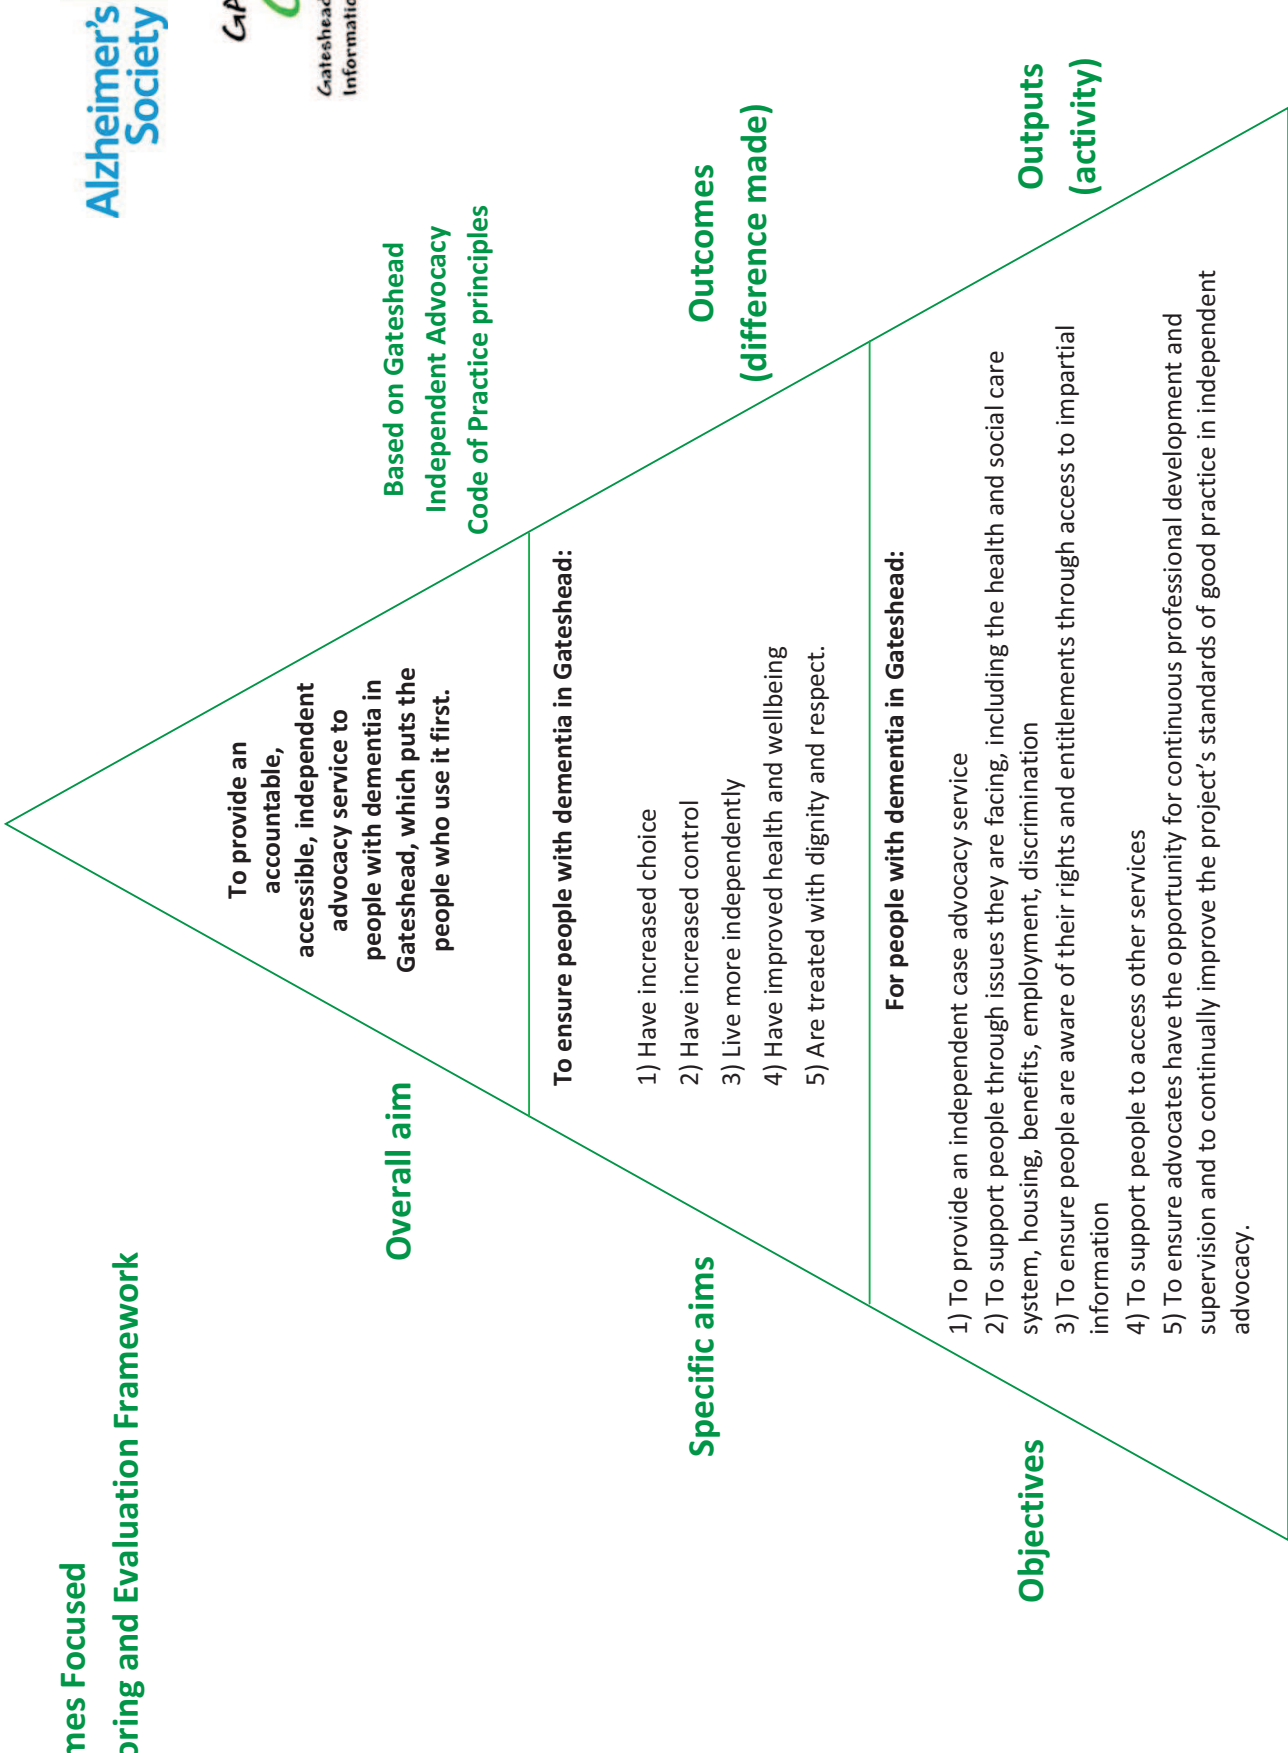 mes Focused
oring and Evaluation Framework
Alzheimer's
Society
GA
Gateshead
Informatio
Overall aim
To provide an
accountable,
accessible, independent
advocacy service to
people with dementia in
Gateshead, which puts the
people who use it first.
Based on Gateshead
Independent Advocacy
Code of Practice principles
Specific aims
To ensure people with dementia in Gateshead:
1) Have increased choice
2) Have increased control
3) Live more independently
4) Have improved health and wellbeing
5) Are treated with dignity and respect.
Outcomes
(difference made)
Objectives
For people with dementia in Gateshead:
1) To provide an independent case advocacy service
2) To support people through issues they are facing, including the health and social care
system, housing, benefits, employment, discrimination
3) To ensure people are aware of their rights and entitlements through access to impartial
information
4) To support people to access other services
5) To ensure advocates have the opportunity for continuous professional development and
supervision and to continually improve the project's standards of good practice in independent
advocacy.
Outputs
(activity)